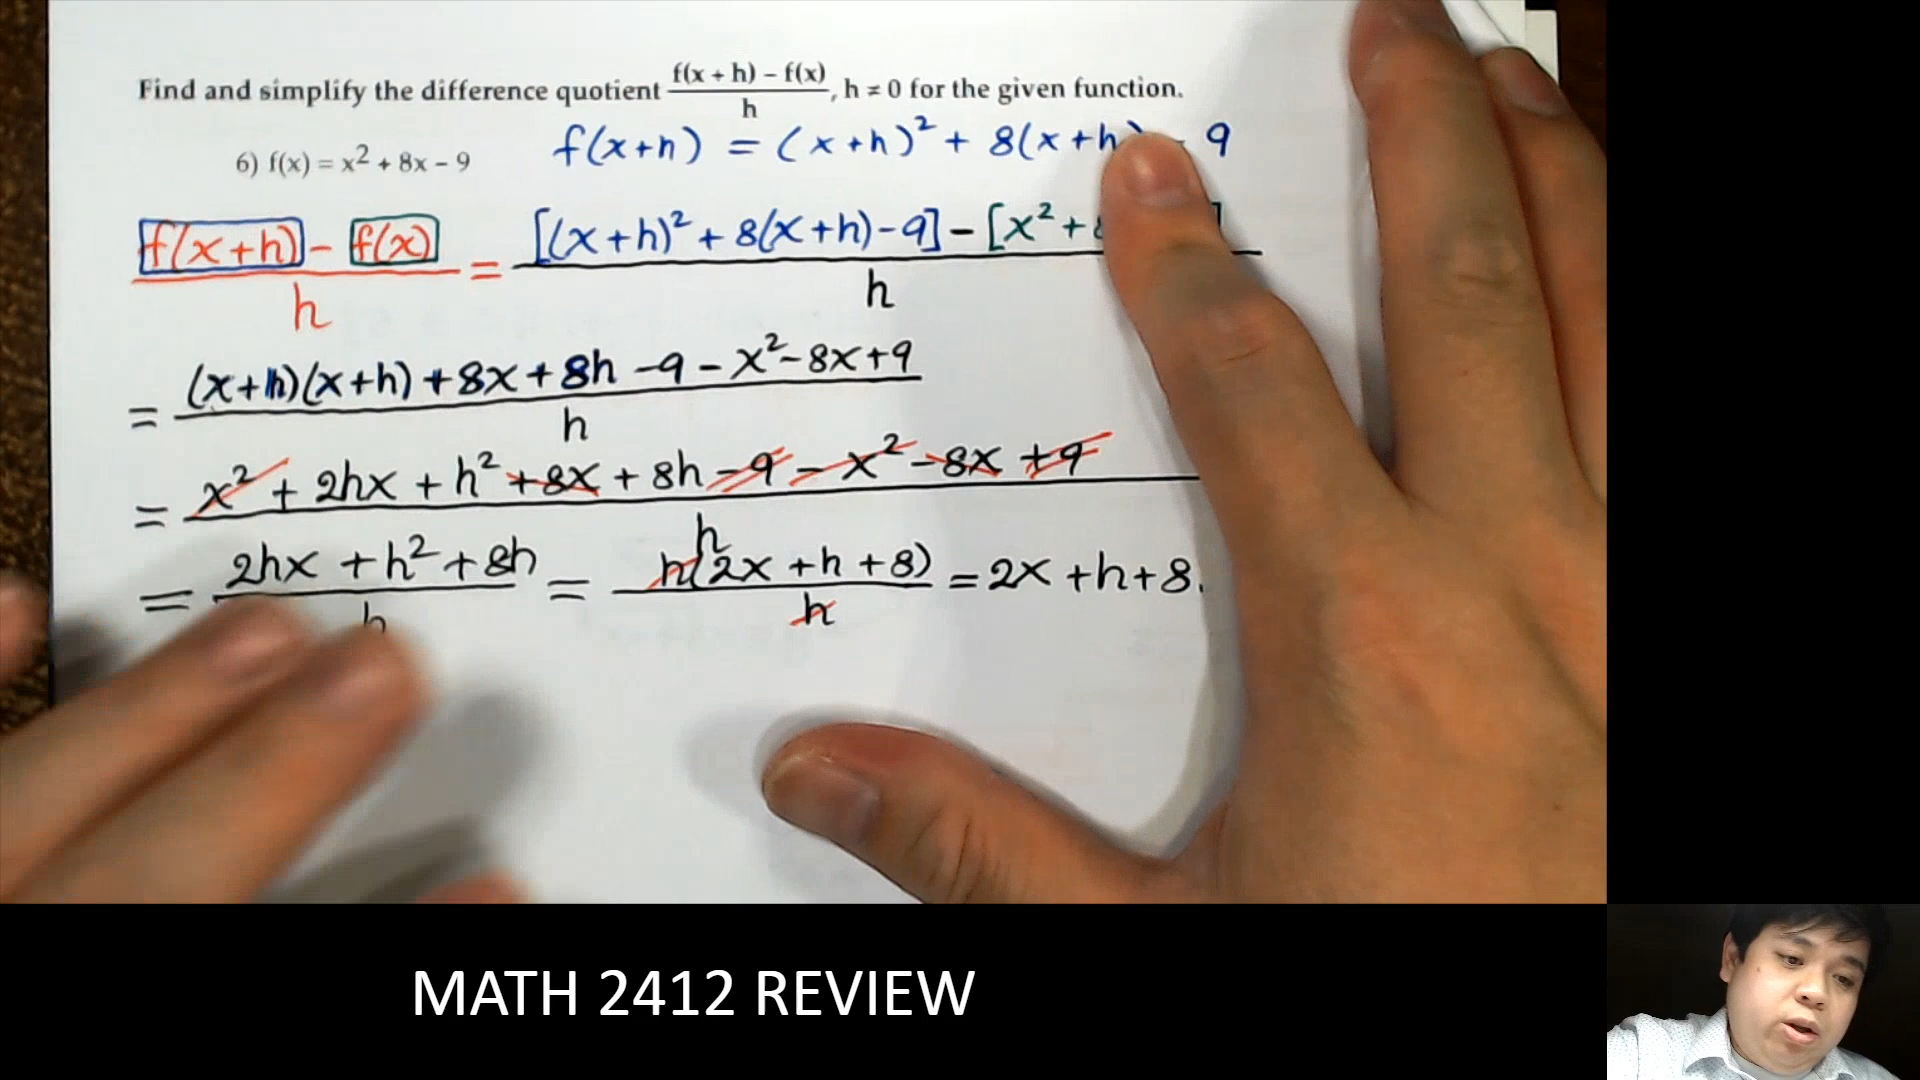 Find and simplify the difference quotient f(x + h) − f(x) / h , h ≠ 0 for the given function.
6) f(x) = x² + 8x − 9
f(x+h) = (x+h)² + 8(x+h) - 9
f(x+h) - f(x) / h = [(x+h)² + 8(x+h) - 9] - [x² + ] / h
= (x+h)(x+h) + 8x + 8h - 9 - x² - 8x + 9 / h
= x² + 2hx + h² + 8x + 8h - 9 - x² - 8x + 9 / h
= 2hx + h² + 8h / h = h(2x + h + 8) / h = 2x + h + 8.
MATH 2412 REVIEW